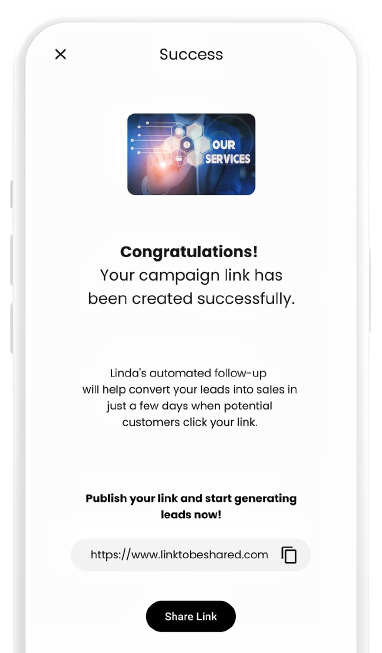 Success
OUR
SERVICES
Congratulations!
Your campaign link has
been created successfully.
Linda's automated follow-up
will help convert your leads into sales in
just a few days when potential
customers click your link.
Publish your link and start generating
leads now!
https://www.linktobeshared.com
Share Link